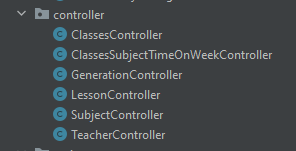 controller
ClassesController
ClassesSubjectTimeOnWeekController
GenerationController
LessonController
SubjectController
TeacherController